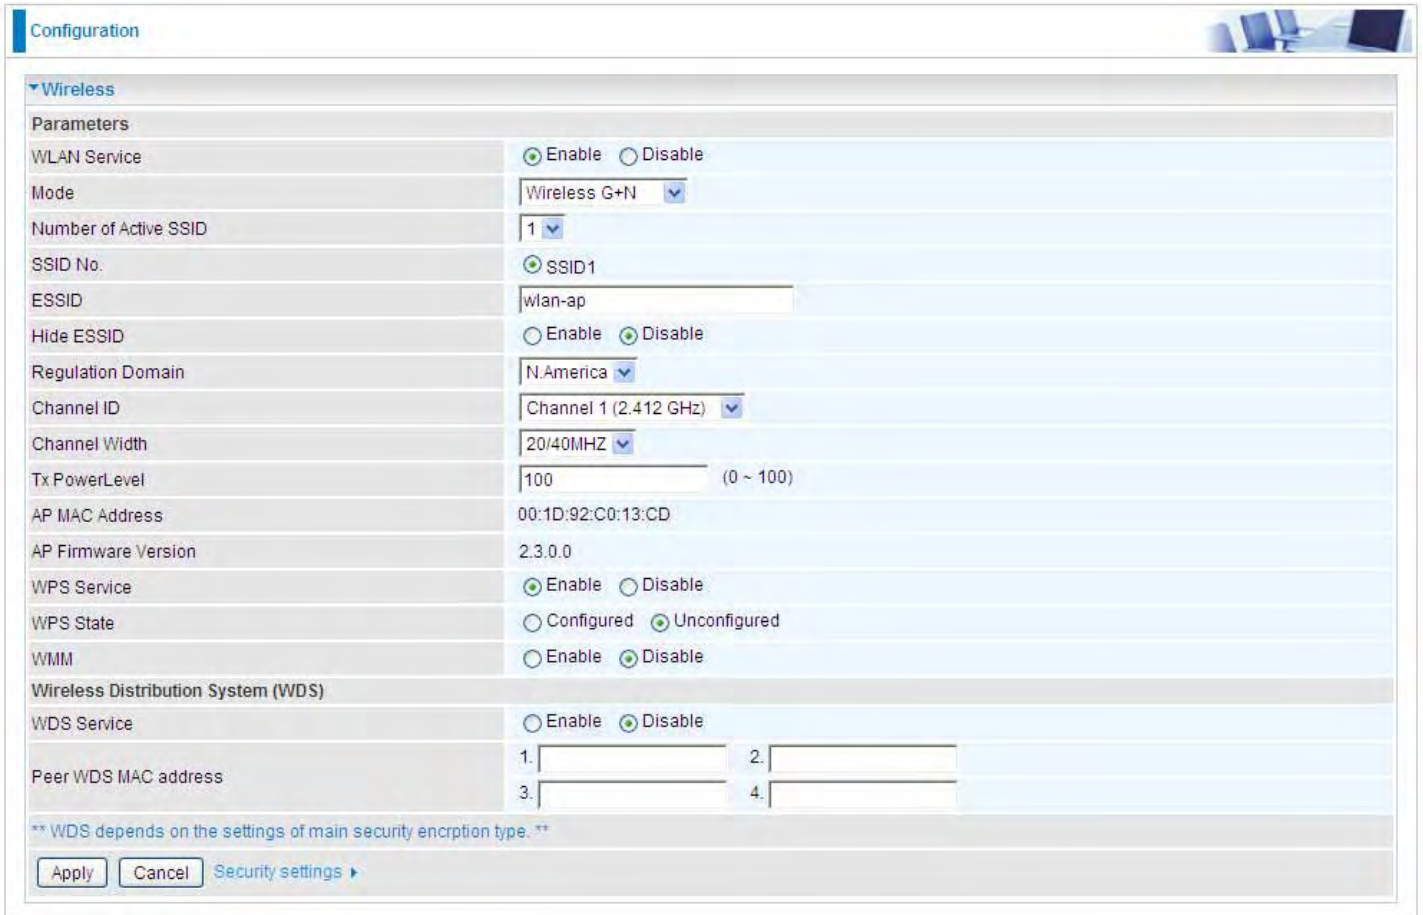 Configuration
Wireless
Parameters
WLAN Service Enable Disable
Mode Wireless G+N
Number of Active SSID 1
SSID No. SSID1
ESSID wlan-ap
Hide ESSID Enable Disable
Regulation Domain N.America
Channel ID Channel 1 (2.412 GHz)
Channel Width 20/40MHZ
Tx PowerLevel 100 (0 ~ 100)
AP MAC Address 00:1D:92:C0:13:CD
AP Firmware Version 2.3.0.0
WPS Service Enable Disable
WPS State Configured Unconfigured
WMM Enable Disable
Wireless Distribution System (WDS)
WDS Service Enable Disable
Peer WDS MAC address 1. 2.
3. 4.
** WDS depends on the settings of main security encrption type. **
Apply Cancel Security settings